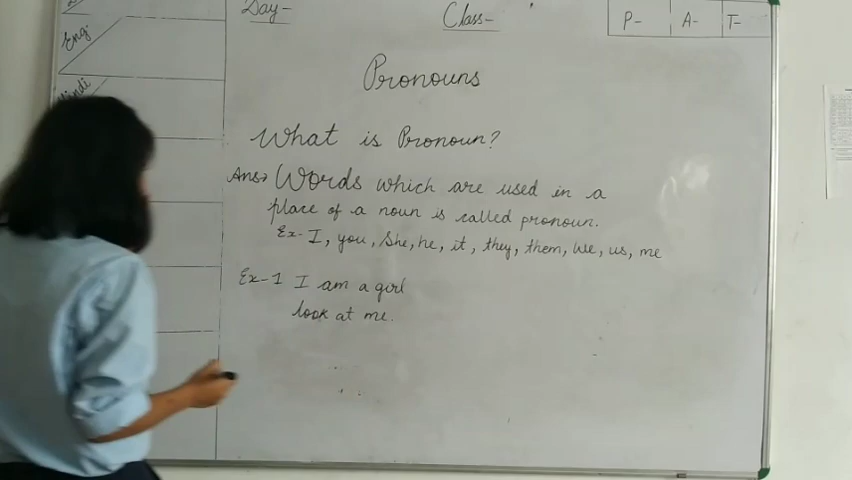 Day- Class- P- A- T-
Eng.
Hindi
Pronouns
What is Pronoun?
Ans→ Words which are used in a
place of a noun is called pronoun.
Ex- I, you, She, he, it, they, them, We, us, me
Ex-1 I am a girl
look at me.